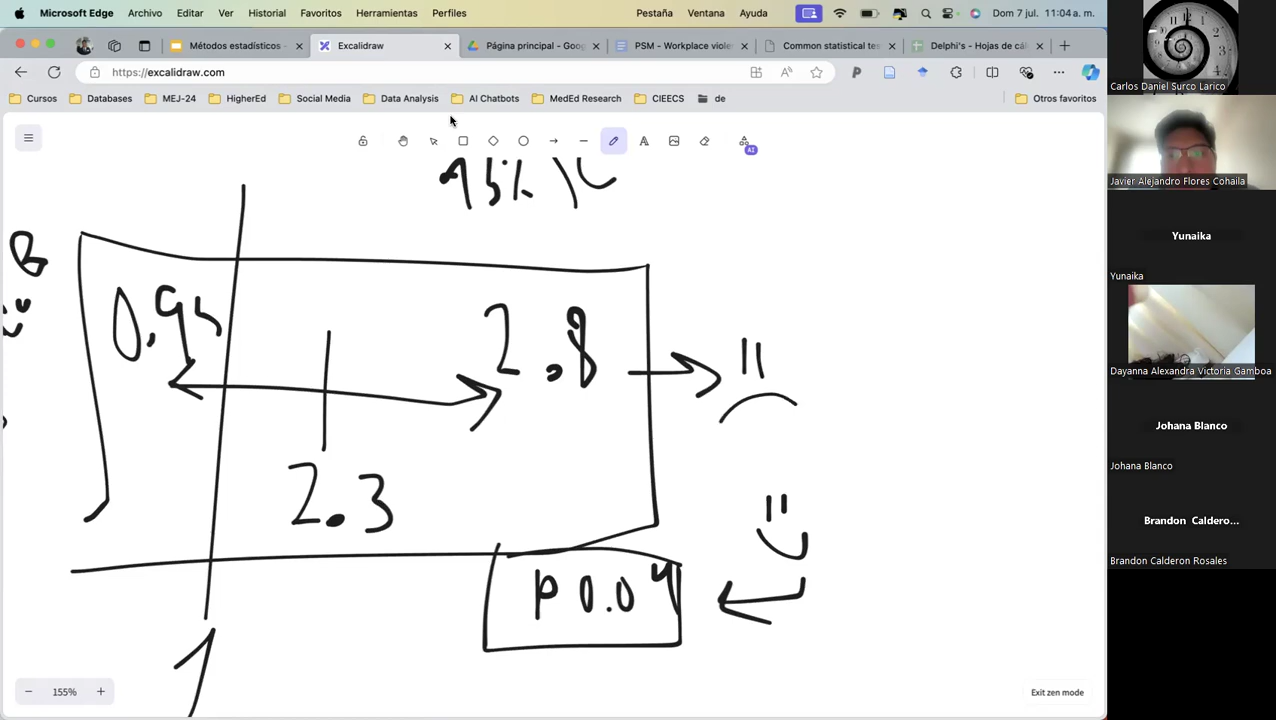 Microsoft Edge Archivo Editar Ver Historial Favoritos Herramientas Perfiles Pestaña Ventana Ayuda Dom 7 jul. 11:04 a. m.
Métodos estadísticos - Excalidraw Página principal - Goog PSM - Workplace viole Common statistical tes Delphi's - Hojas de cál
https://excalidraw.com
Cursos Databases MEJ-24 HigherEd Social Media Data Analysis AI Chatbots MedEd Research CIEECS de Otros favoritos
AI
95% IC
B
0.94
2.8
2.3
P 0.04
1
155%
Exit zen mode
Carlos Daniel Surco Larico
Javier Alejandro Flores Cohaila
Yunaika
Yunaika
Dayanna Alexandra Victoria Gamboa
Johana Blanco
Johana Blanco
Brandon Caldero...
Brandon Calderon Rosales